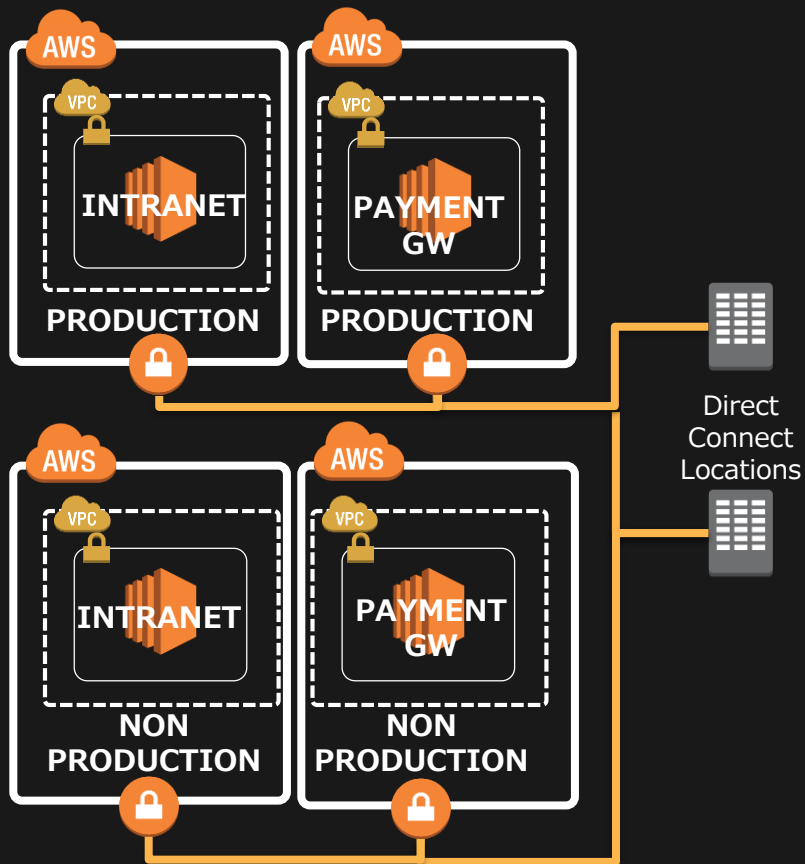 AWS
VPC
INTRANET
PRODUCTION
AWS
VPC
PAYMENT
GW
PRODUCTION
Direct
Connect
Locations
AWS
VPC
INTRANET
NON
PRODUCTION
AWS
VPC
PAYMENT
GW
NON
PRODUCTION